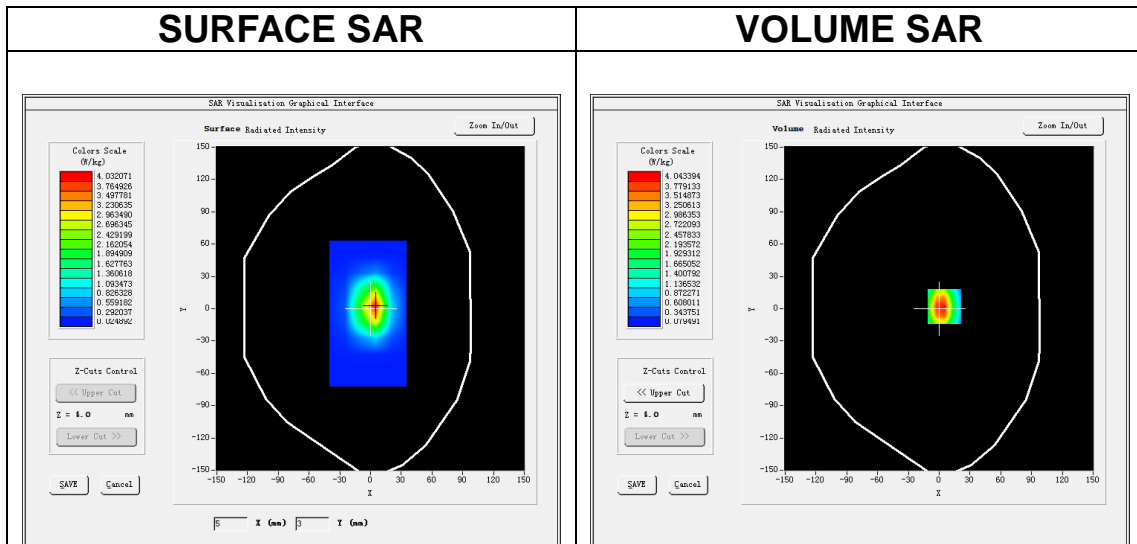 SURFACE SAR
VOLUME SAR
SAR Visualisation Graphical Interface
Surface Radiated Intensity
Zoom In/Out
Colors Scale
(W/kg)
4.032071
3.764926
3.497781
3.230635
2.963490
2.696345
2.429199
2.162054
1.894909
1.627763
1.360618
1.093473
0.826328
0.559182
0.292037
0.024892
Z-Cuts Control
<< Upper Cut
Z = 4.0 mm
Lower Cut >>
SAVE
Cancel
150
120
90
60
30
0
-30
-60
-90
-120
-150
Y
-150 -120 -90 -60 -30 0 30 60 90 120 150
X
5 X (mm) 3 Y (mm)
SAR Visualisation Graphical Interface
Volume Radiated Intensity
Zoom In/Out
Colors Scale
(W/kg)
4.043394
3.779133
3.514873
3.250613
2.986353
2.722093
2.457833
2.193572
1.929312
1.665052
1.400792
1.136532
0.872271
0.608011
0.343751
0.079491
Z-Cuts Control
<< Upper Cut
Z = 4.0 mm
Lower Cut >>
SAVE
Cancel
150
120
90
60
30
0
-30
-60
-90
-120
-150
Y
-150 -120 -90 -60 -30 0 30 60 90 120 150
X